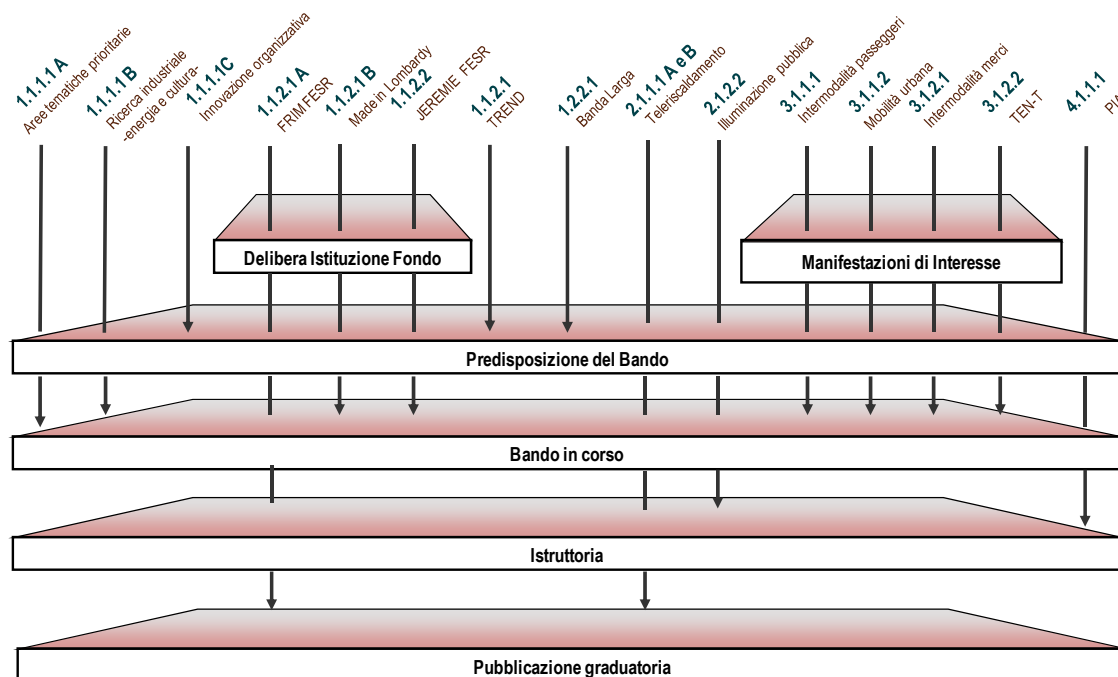 1.1.1.1 A
Aree tematiche prioritarie
1.1.1.1 B
Ricerca industriale
-energia e cultura-
1.1.1.1C
Innovazione organizzativa
1.1.2.1A
FRIM FESR
1.1.2.1 B
Made in Lombardy
1.1.2.2
JEREMIE FESR
1.1.2.1
TREND
1.2.2.1
Banda Larga
2.1.1.1 A e B
Teleriscaldamento
2.1.2.2
Illuminazione pubblica
3.1.1.1
Intermodalità passeggeri
3.1.1.2
Mobilità urbana
3.1.2.1
Intermodalità merci
3.1.2.2
TEN-T
4.1.1.1
Delibera Istituzione Fondo
Manifestazioni di Interesse
Predisposizione del Bando
Bando in corso
Istruttoria
Pubblicazione graduatoria